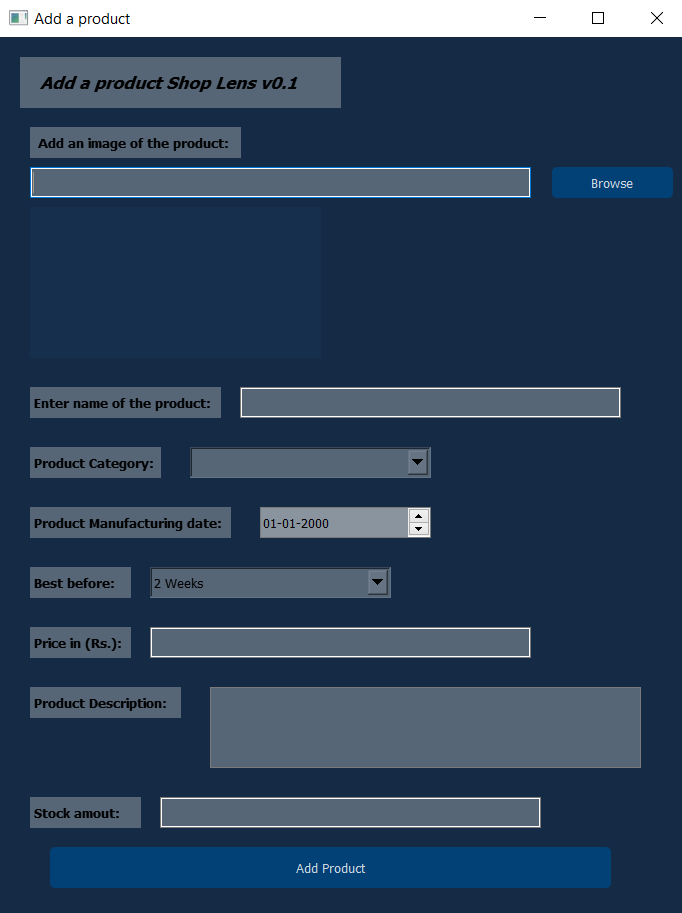 Add a product
Add a product Shop Lens v0.1
Add an image of the product:
Browse
Enter name of the product:
Product Category:
Product Manufacturing date: 01-01-2000
Best before: 2 Weeks
Price in (Rs.):
Product Description:
Stock amout:
Add Product